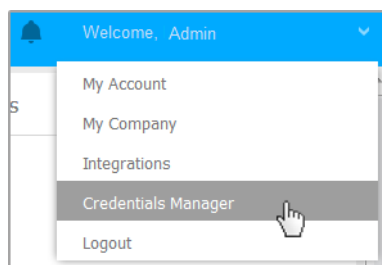 Welcome, Admin
My Account
S
My Company
Integrations
Credentials Manager
Logout